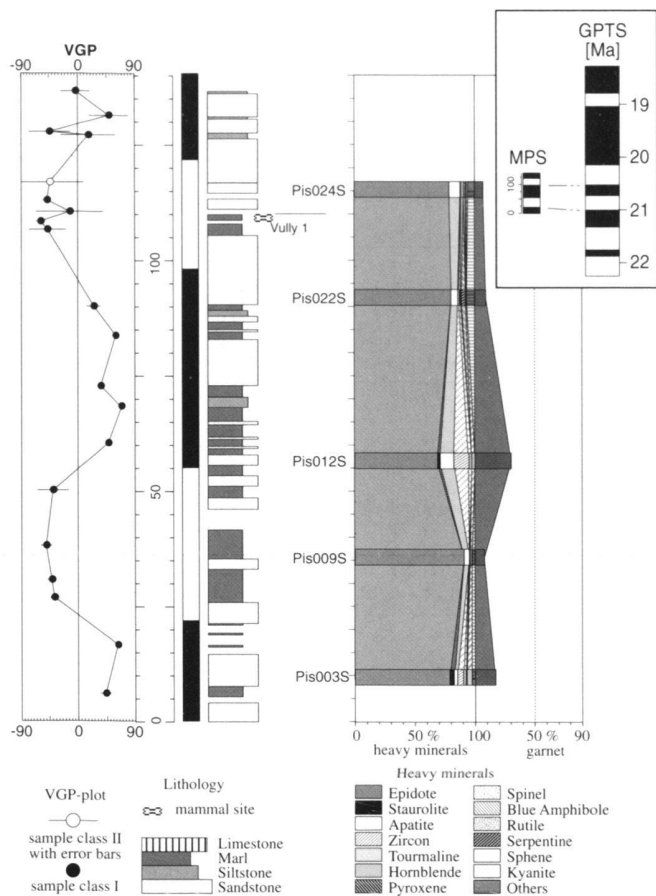 VGP
-90 0 90
GPTS
[Ma]
19
20
21
22
MPS
100
0
Pis024S
Vully 1
100
Pis022S
Pis012S
50
Pis009S
Pis003S
0
-90 0 90
0 50 % 100 50 % 90
heavy minerals garnet
VGP-plot
sample class II
with error bars
sample class I
Lithology
mammal site
Limestone
Marl
Siltstone
Sandstone
Heavy minerals
Epidote
Staurolite
Apatite
Zircon
Tourmaline
Hornblende
Pyroxene
Spinel
Blue Amphibole
Rutile
Serpentine
Sphene
Kyanite
Others